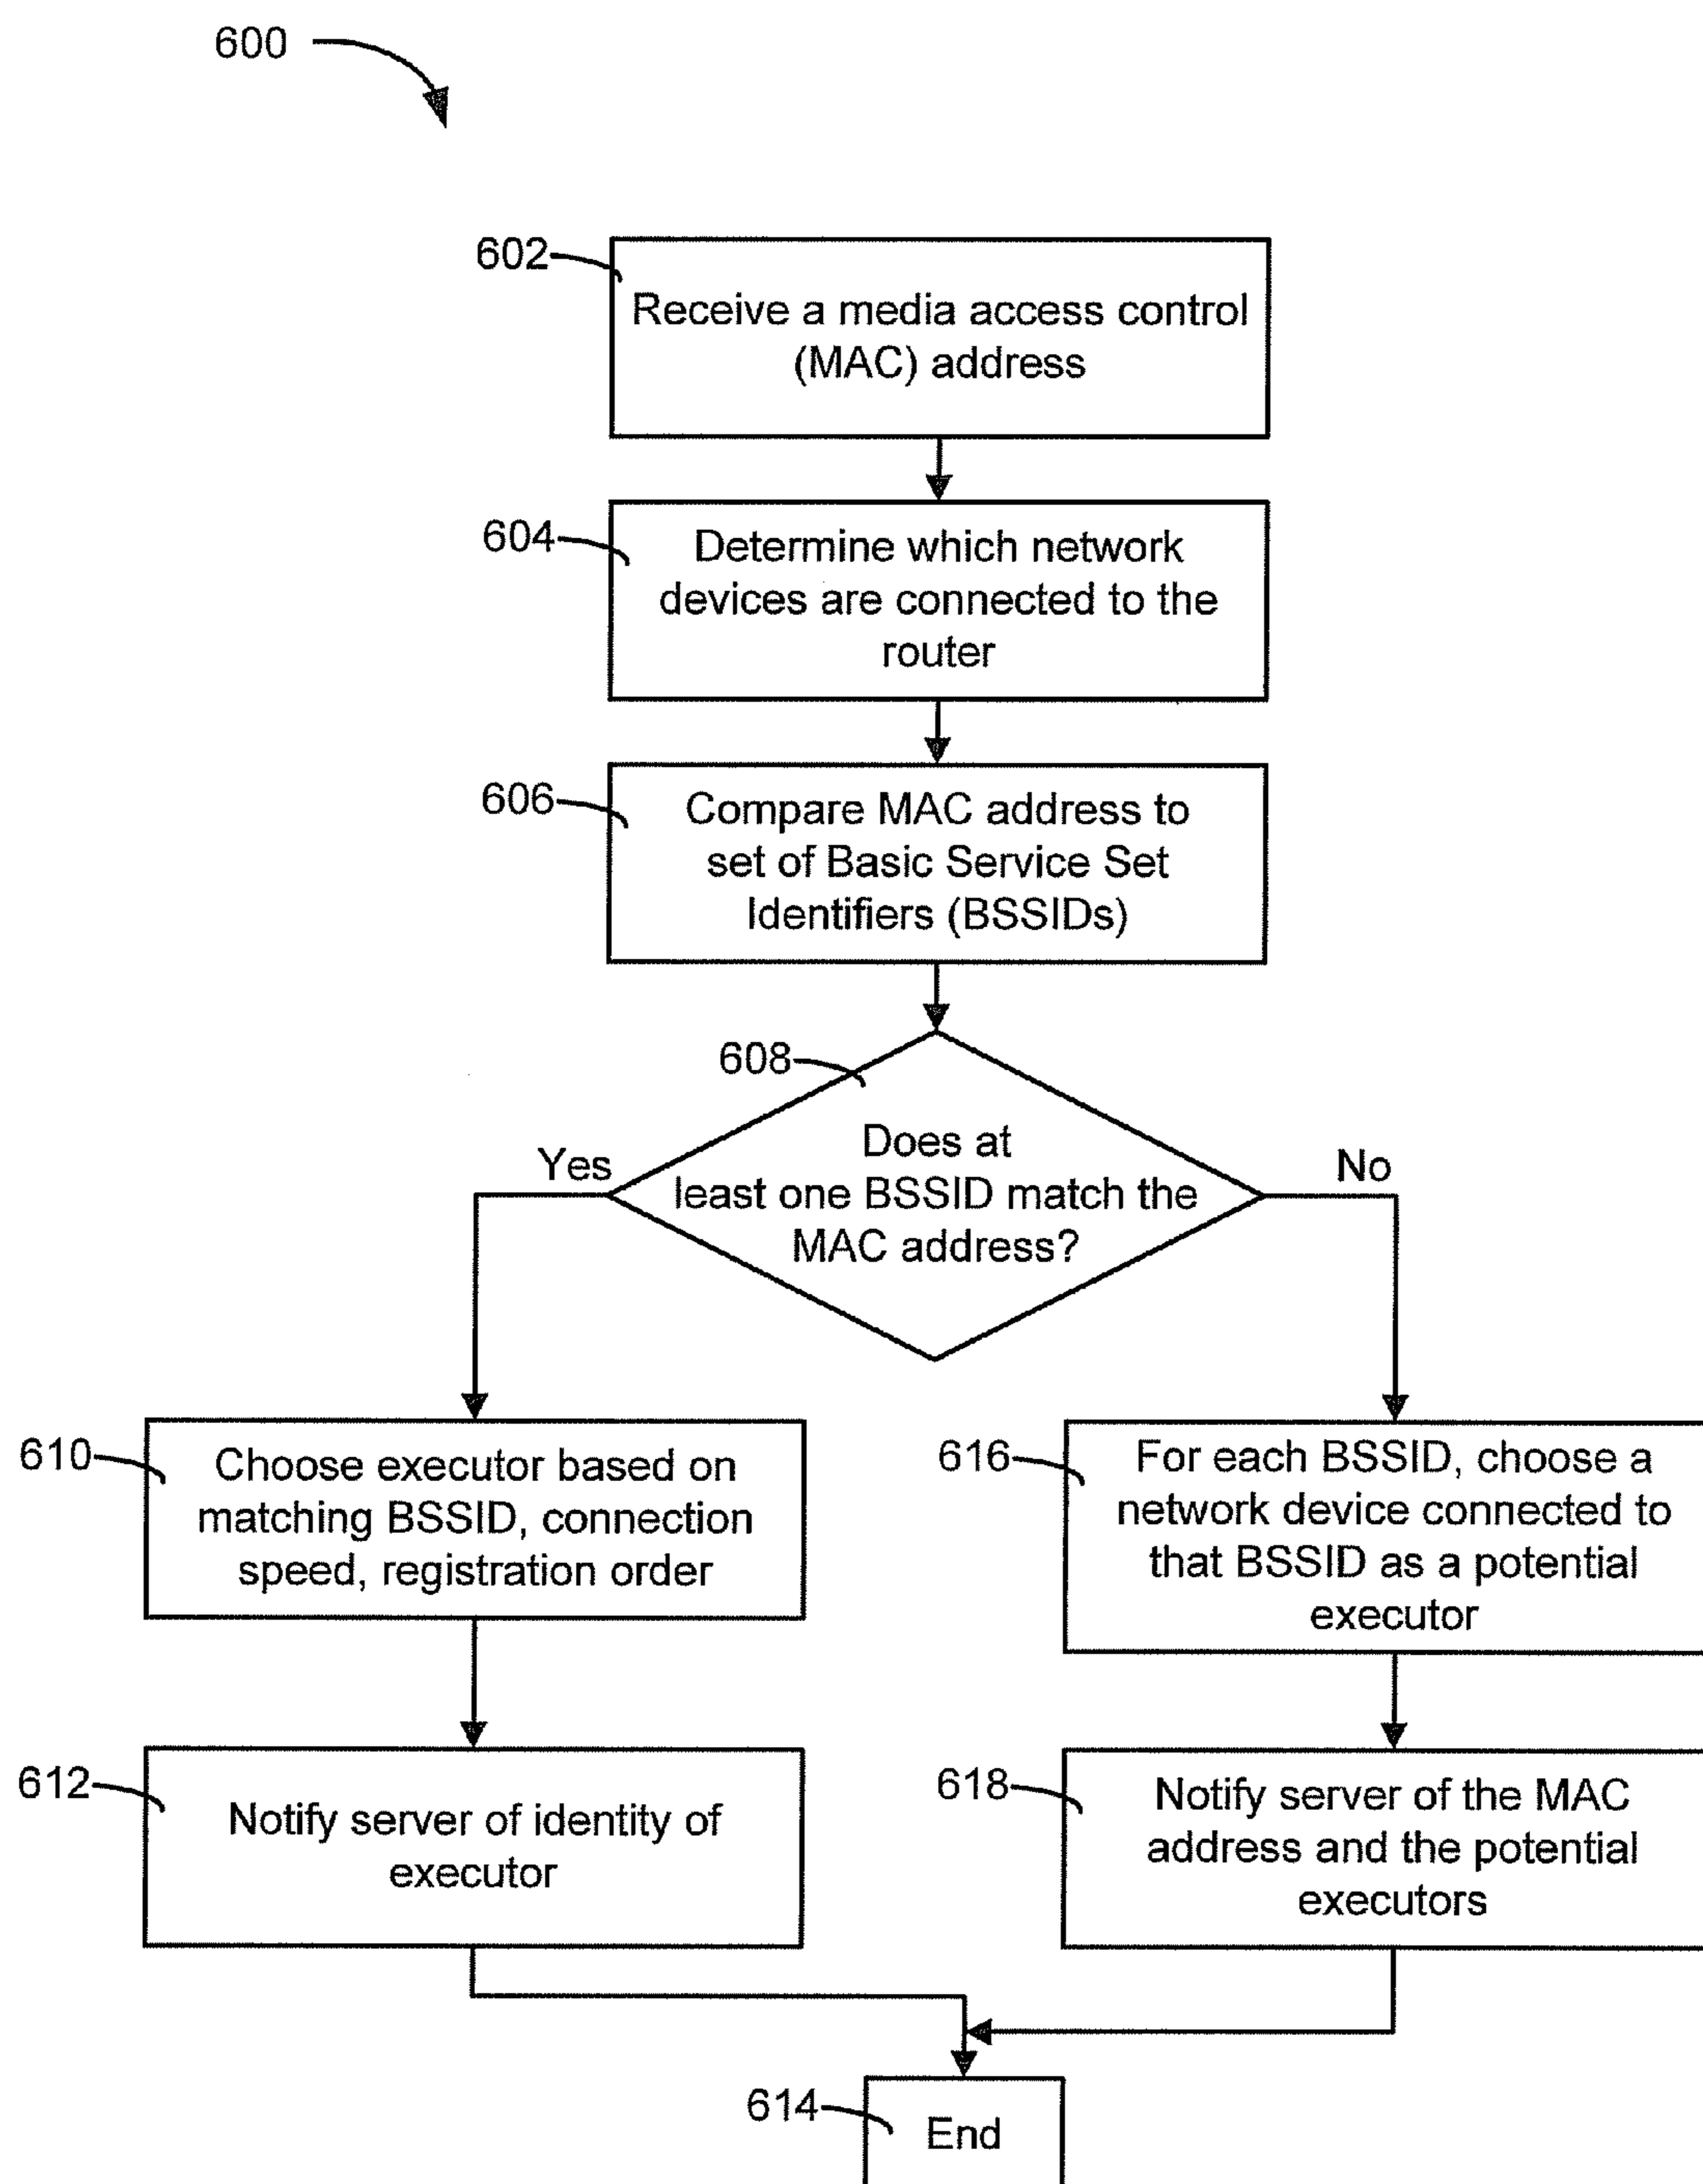 600
602
Receive a media access control
(MAC) address
604
Determine which network
devices are connected to the
router
606
Compare MAC address to
set of Basic Service Set
Identifiers (BSSIDs)
608
Does at
least one BSSID match the
MAC address?
Yes
No
610
Choose executor based on
matching BSSID, connection
speed, registration order
616
For each BSSID, choose a
network device connected to
that BSSID as a potential
executor
612
Notify server of identity of
executor
618
Notify server of the MAC
address and the potential
executors
614
End